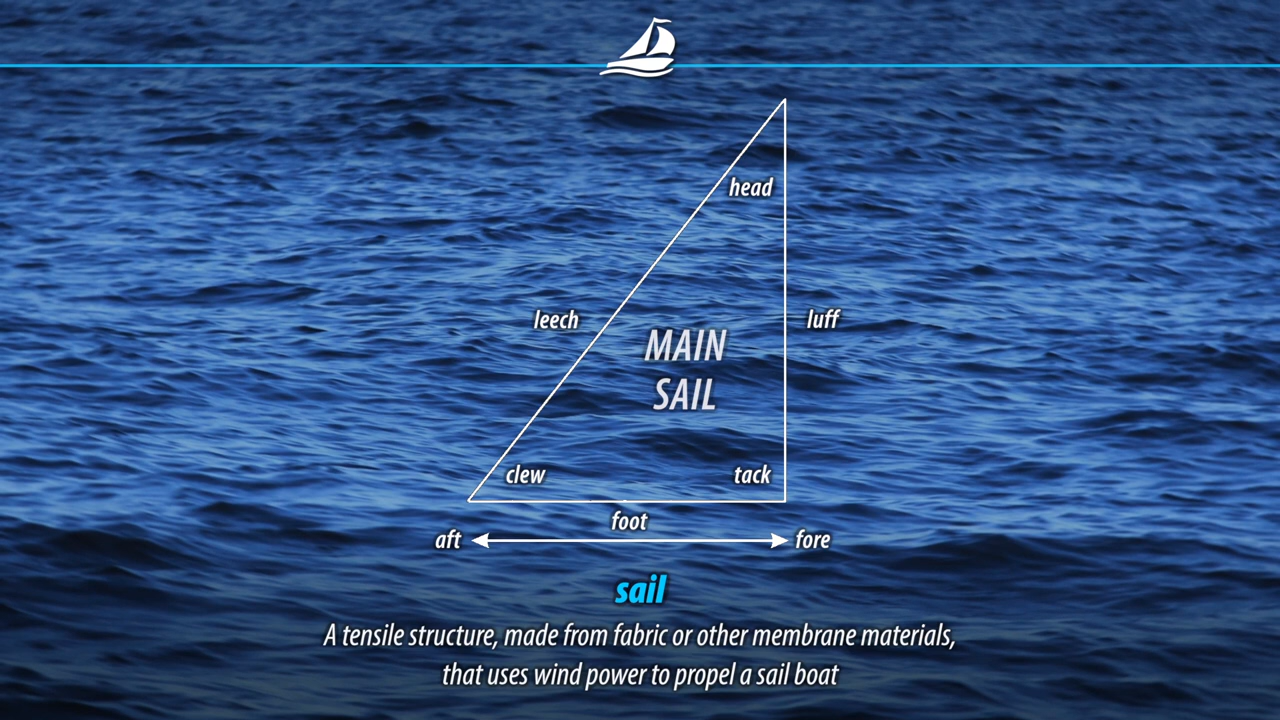 head
leech
luff
MAIN
SAIL
clew
tack
foot
aft
fore
sail
A tensile structure, made from fabric or other membrane materials,
that uses wind power to propel a sail boat